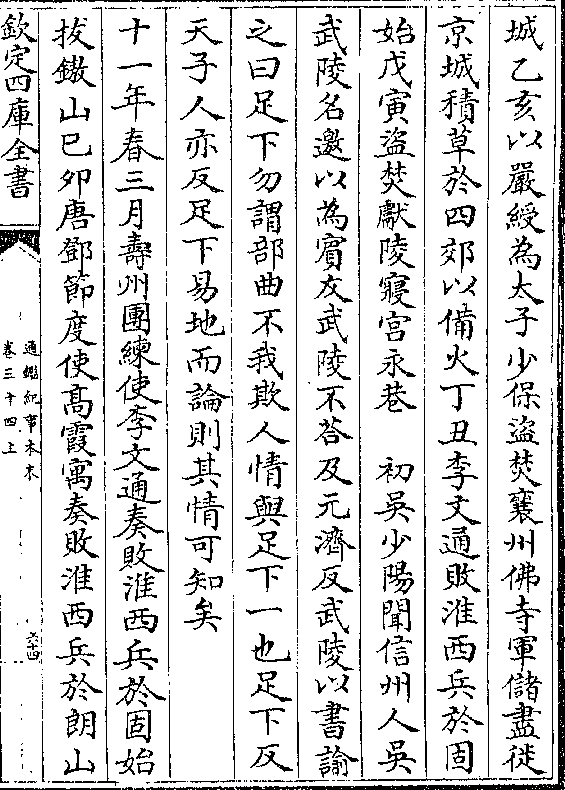 城乙亥以嚴綬為太子少保盜焚襄州佛寺軍儲盡徙
京城積草於四郊以備火丁丑李文通敗淮西兵於固
始戊寅盜焚獻陵寢宮永巷　初吳少陽聞信州人吳
武陵名邀以為賓友武陵不荅及元濟反武陵以書諭
之曰足下勿謂部曲不我欺人情與足下一也足下反
天子人亦反足下易地而論則其情可知矣
十一年春三月壽州團練使李文通奏敗淮西兵於固始
拔鏾山己夘唐鄧節度使高霞寓奏敗淮西兵於朗山
欽定四庫全書
通鑑紀事本末
卷三十四上
六十四